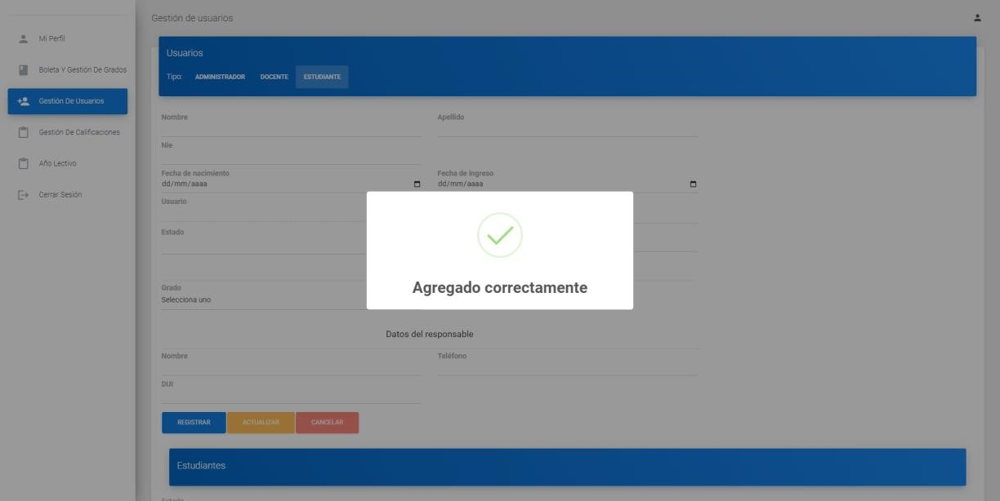 Gestión de usuarios
Mi Perfil
Boleta Y Gestión De Grados
Gestión De Usuarios
Gestión De Calificaciones
Año Lectivo
Cerrar Sesión
Usuarios
Tipo: ADMINISTRADOR DOCENTE ESTUDIANTE
Nombre Apellido
Nie
Fecha de nacimiento Fecha de ingreso
dd/mm/aaaa dd/mm/aaaa
Usuario
Estado
Agregado correctamente
Grado
Selecciona uno
Datos del responsable
Nombre Teléfono
DUI
REGISTRAR ACTUALIZAR CANCELAR
Estudiantes
Estado